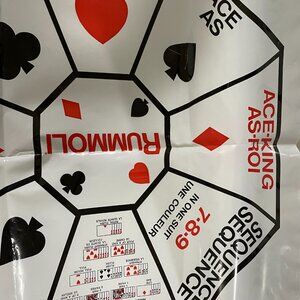 ACE
AS
ACE-KING
AS-ROI
RUMMOLI
SEQUENCE
SEQUENCE
7-8-9
IN ONE SUIT
UNE COULEUR